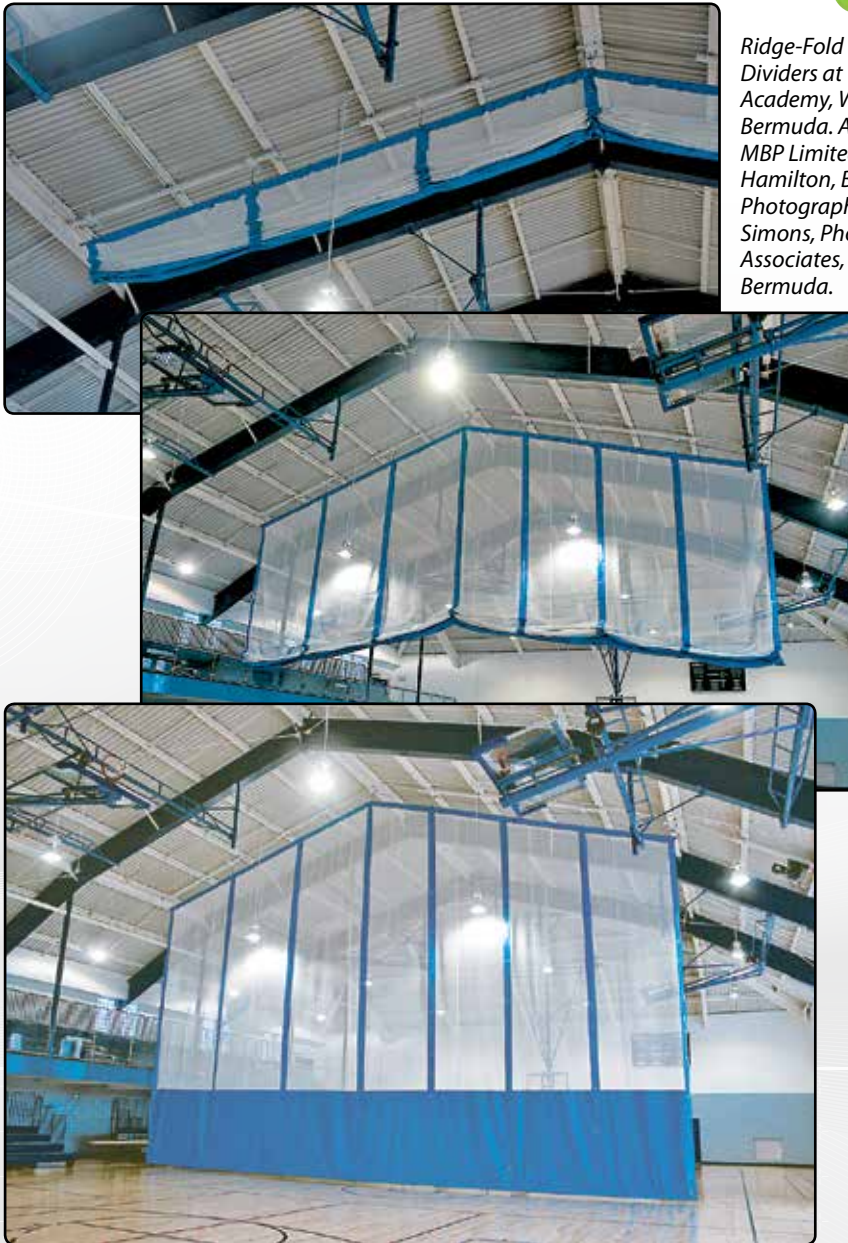 Ridge-Fold
Dividers at
Academy, W
Bermuda. A
MBP Limite
Hamilton, B
Photograph
Simons, Pho
Associates,
Bermuda.